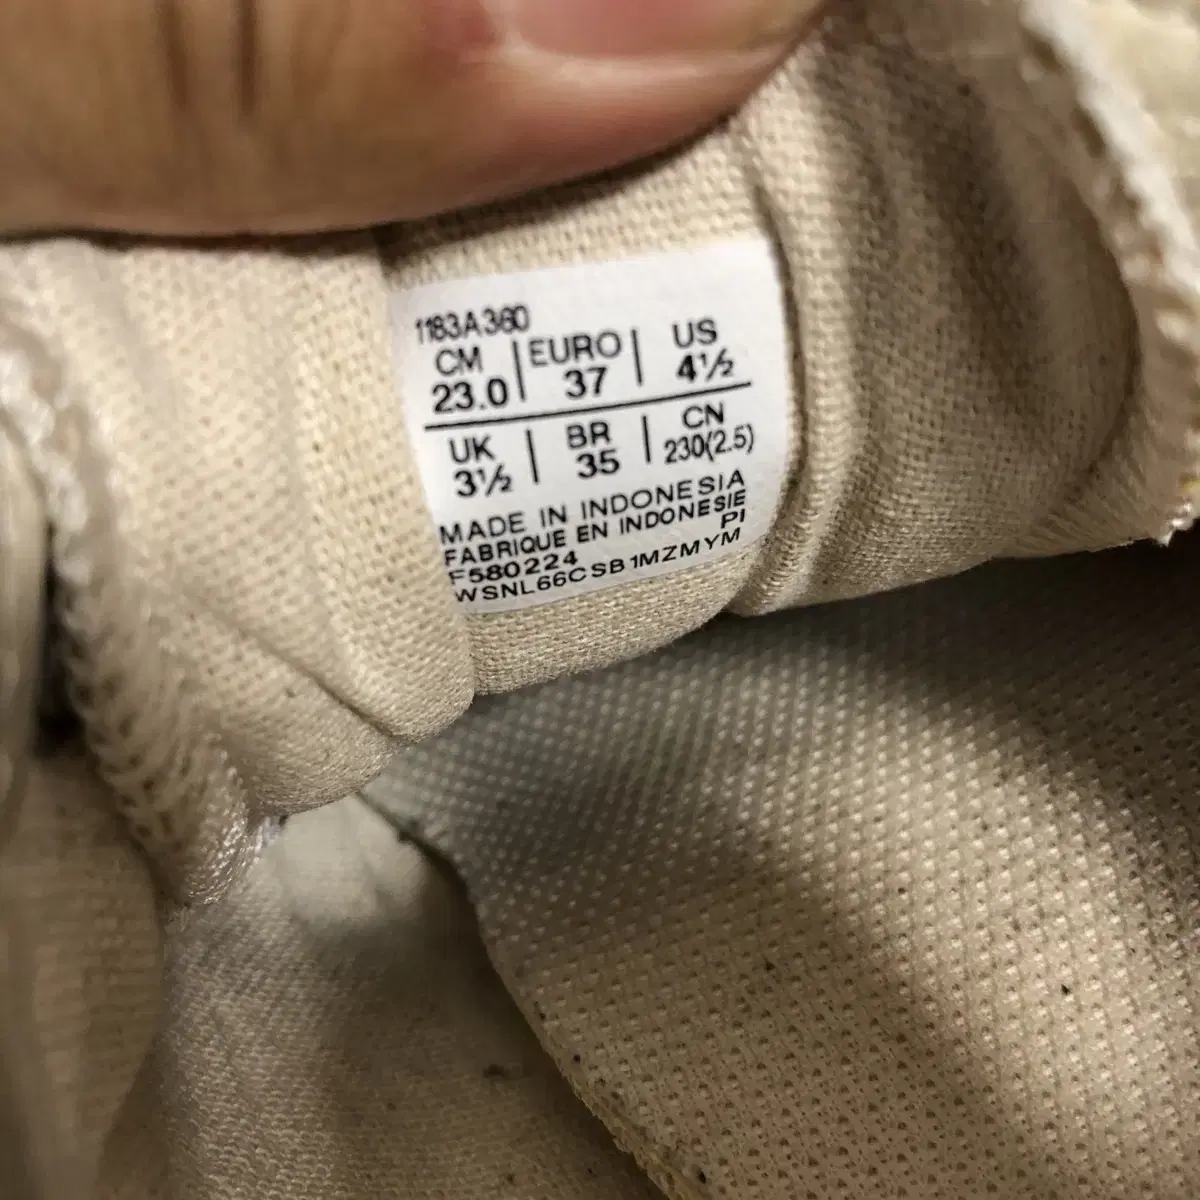 1183A360
CM | EURO | US
23.0 | 37 | 4½
UK | BR | CN
3½ | 35 | 230(2.5)
MADE IN INDONESIA
FABRIQUE EN INDONESIE
F580224 PI
WSNL66CSB1MZMYM